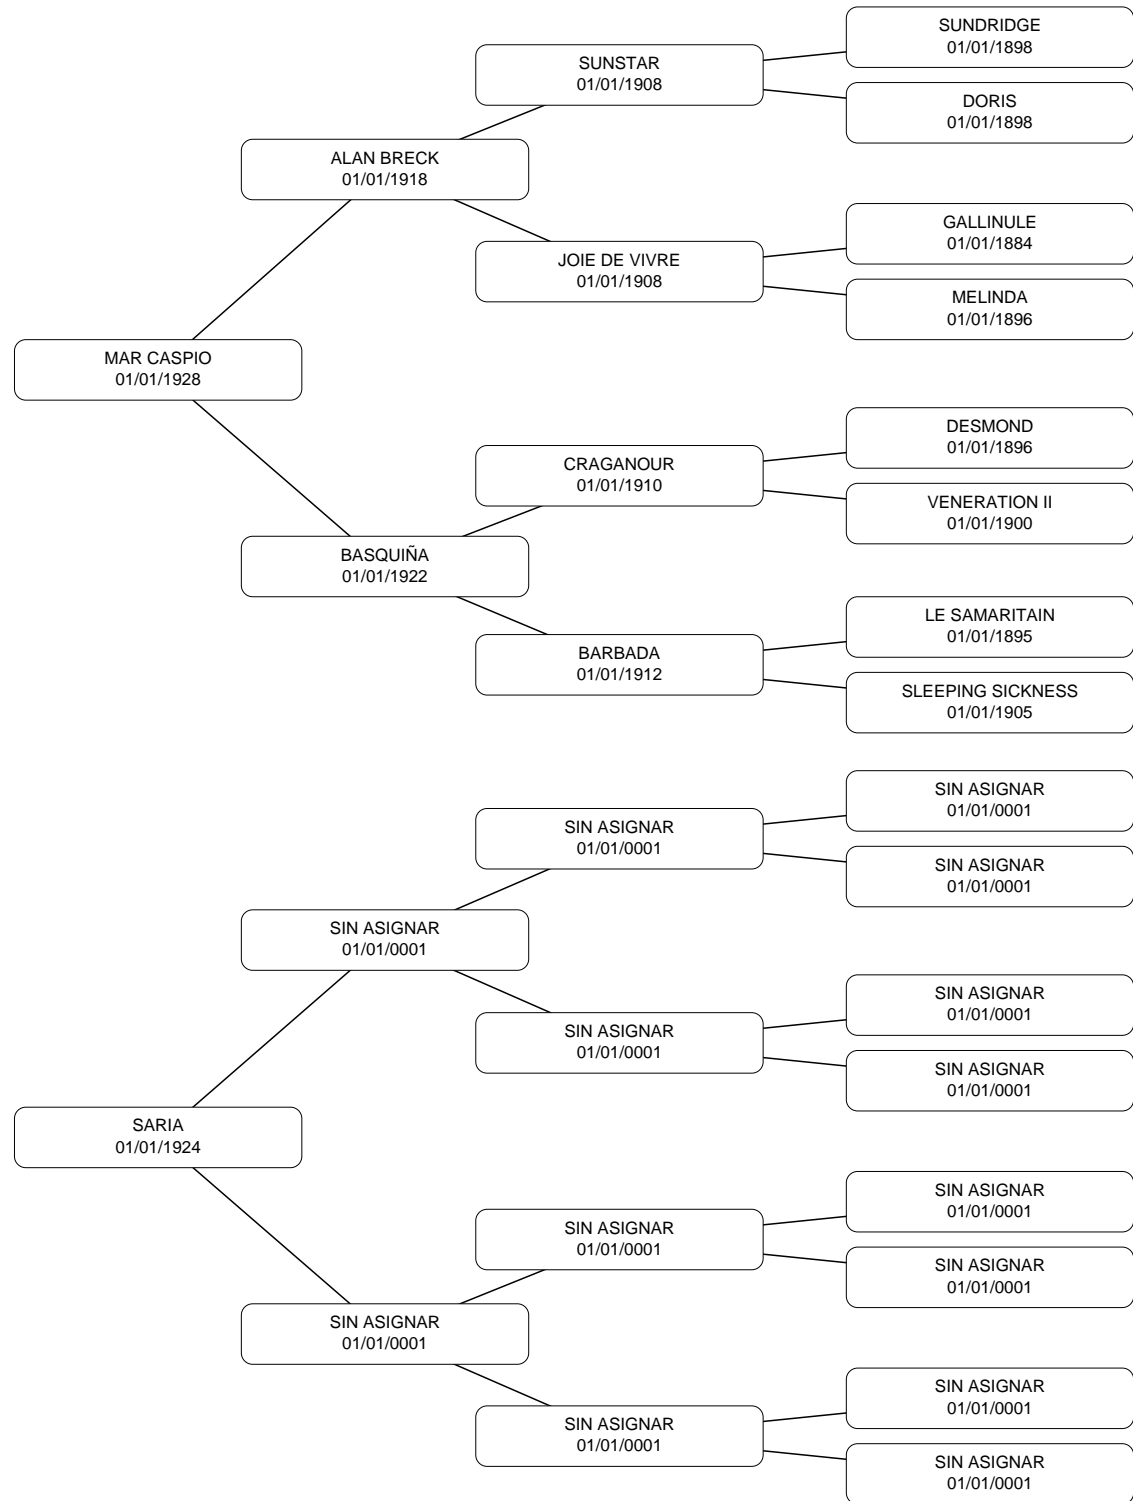 SUNDRIDGE
01/01/1898
SUNSTAR
01/01/1908
DORIS
01/01/1898
ALAN BRECK
01/01/1918
GALLINULE
01/01/1884
JOIE DE VIVRE
01/01/1908
MELINDA
01/01/1896
MAR CASPIO
01/01/1928
DESMOND
01/01/1896
CRAGANOUR
01/01/1910
VENERATION II
01/01/1900
BASQUIÑA
01/01/1922
LE SAMARITAIN
01/01/1895
BARBADA
01/01/1912
SLEEPING SICKNESS
01/01/1905
SIN ASIGNAR
01/01/0001
SIN ASIGNAR
01/01/0001
SIN ASIGNAR
01/01/0001
SIN ASIGNAR
01/01/0001
SIN ASIGNAR
01/01/0001
SIN ASIGNAR
01/01/0001
SIN ASIGNAR
01/01/0001
SARIA
01/01/1924
SIN ASIGNAR
01/01/0001
SIN ASIGNAR
01/01/0001
SIN ASIGNAR
01/01/0001
SIN ASIGNAR
01/01/0001
SIN ASIGNAR
01/01/0001
SIN ASIGNAR
01/01/0001
SIN ASIGNAR
01/01/0001